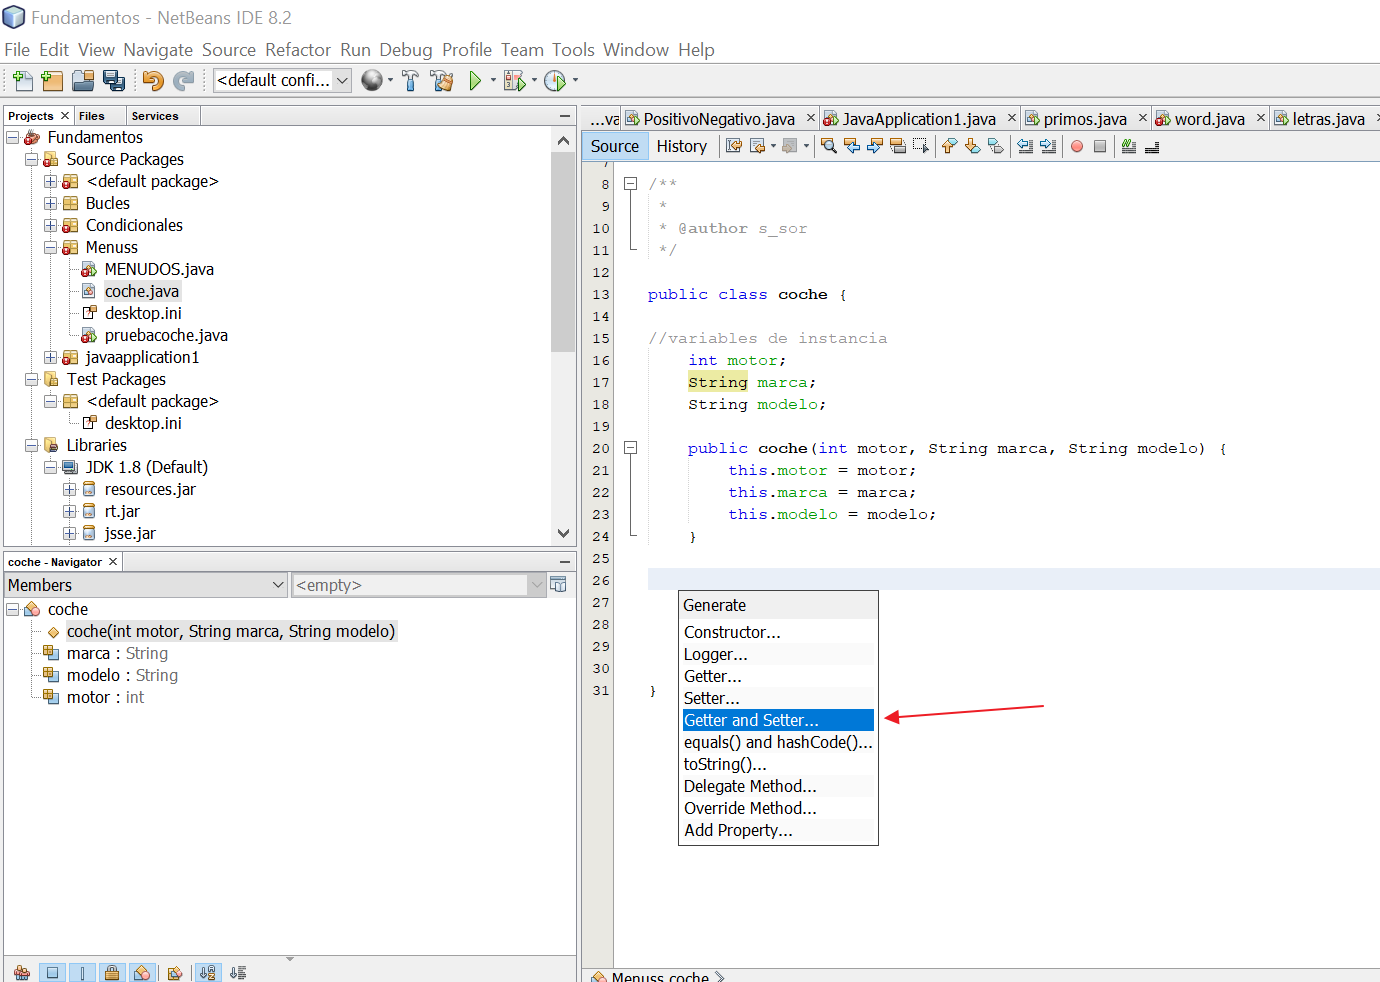 Fundamentos - NetBeans IDE 8.2
File Edit View Navigate Source Refactor Run Debug Profile Team Tools Window Help
<default confi...
Projects Files Services
Fundamentos
Source Packages
<default package>
Bucles
Condicionales
Menuss
MENUDOS.java
coche.java
desktop.ini
pruebacoche.java
javaapplication1
Test Packages
<default package>
desktop.ini
Libraries
JDK 1.8 (Default)
resources.jar
rt.jar
jsse.jar
coche - Navigator
Members <empty>
coche
coche(int motor, String marca, String modelo)
marca : String
modelo : String
motor : int
...va PositivoNegativo.java JavaApplication1.java primos.java word.java letras.java
Source History
7
8 /**
9 *
10 * @author s_sor
11 */
12
13 public class coche {
14
15 //variables de instancia
16 int motor;
17 String marca;
18 String modelo;
19
20 public coche(int motor, String marca, String modelo) {
21 this.motor = motor;
22 this.marca = marca;
23 this.modelo = modelo;
24 }
25
26
27
28
29
30
31 }
Generate
Constructor...
Logger...
Getter...
Setter...
Getter and Setter...
equals() and hashCode()...
toString()...
Delegate Method...
Override Method...
Add Property...
Menuss.coche